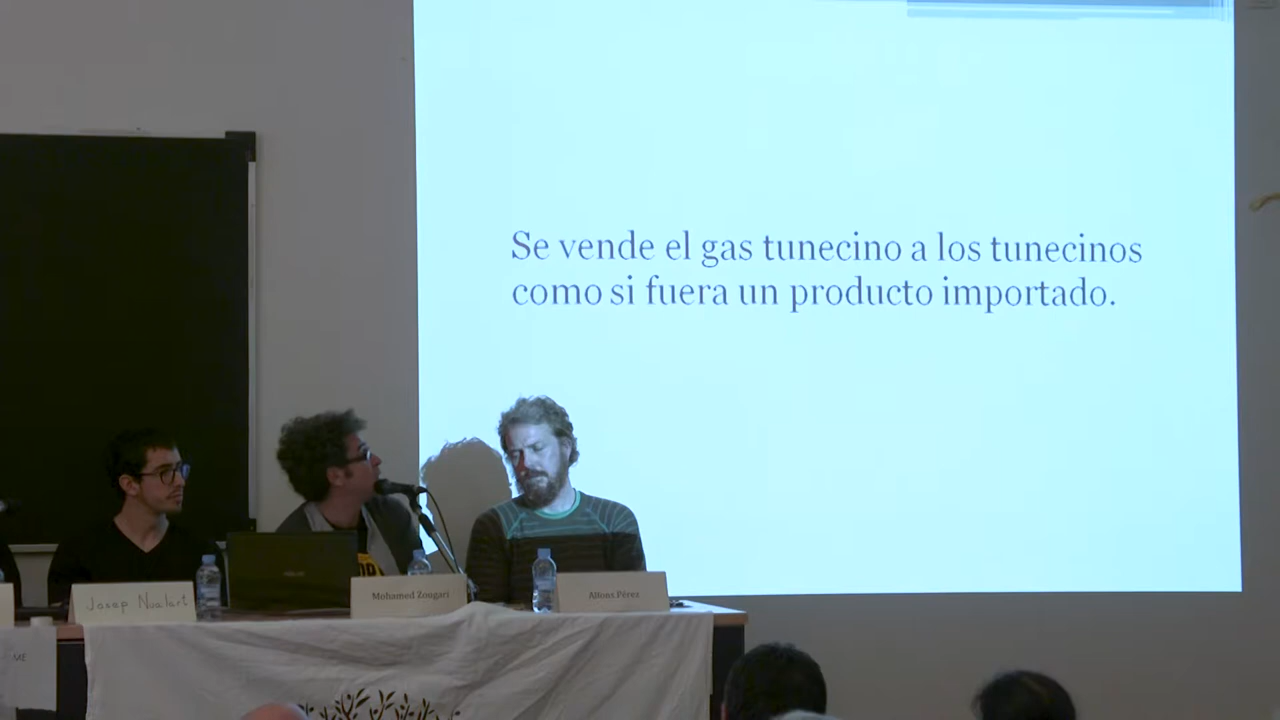 Se vende el gas tunecino a los tunecinos
como si fuera un producto importado.
Josep Nualart
Mohamed Zougari
Alfons Pérez
ME